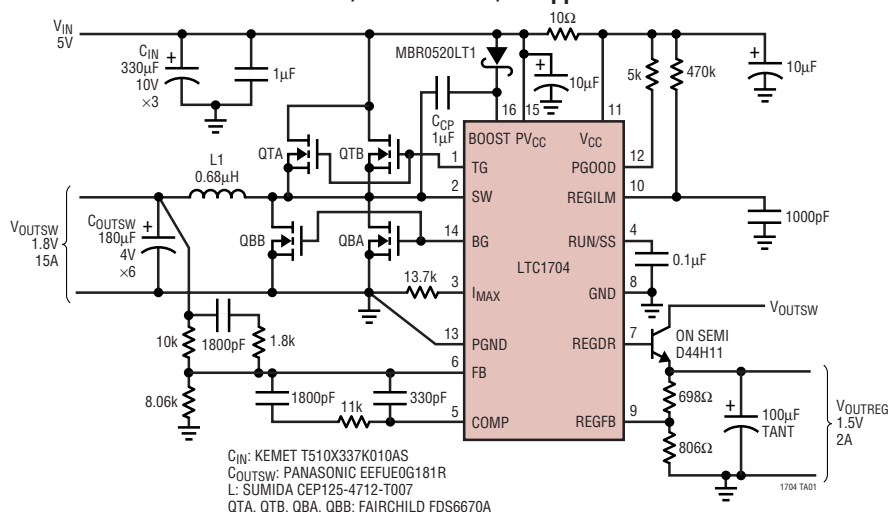 VIN
5V
CIN
330µF
10V
×3
1µF
MBR0520LT1
10Ω
10µF
5k
470k
10µF
CCP
1µF
QTA
QTB
L1
0.68µH
VOUTSW
1.8V
15A
COUTSW
180µF
4V
×6
QBB
QBA
13.7k
10k
1800pF
1.8k
8.06k
1800pF
330pF
11k
16 15 11
BOOST PVCC VCC
1 TG
2 SW
14 BG
3 IMAX
13 PGND
6 FB
5 COMP
LTC1704
PGOOD 12
REGILM 10
RUN/SS 4
GND 8
REGDR 7
REGFB 9
1000pF
0.1µF
VOUTSW
ON SEMI
D44H11
698Ω
806Ω
100µF
TANT
VOUTREG
1.5V
2A
1704 TA01
CIN: KEMET T510X337K010AS
COUTSW: PANASONIC EEFUE0G181R
L: SUMIDA CEP125-4712-T007
QTA, QTB, QBA, QBB: FAIRCHILD FDS6670A